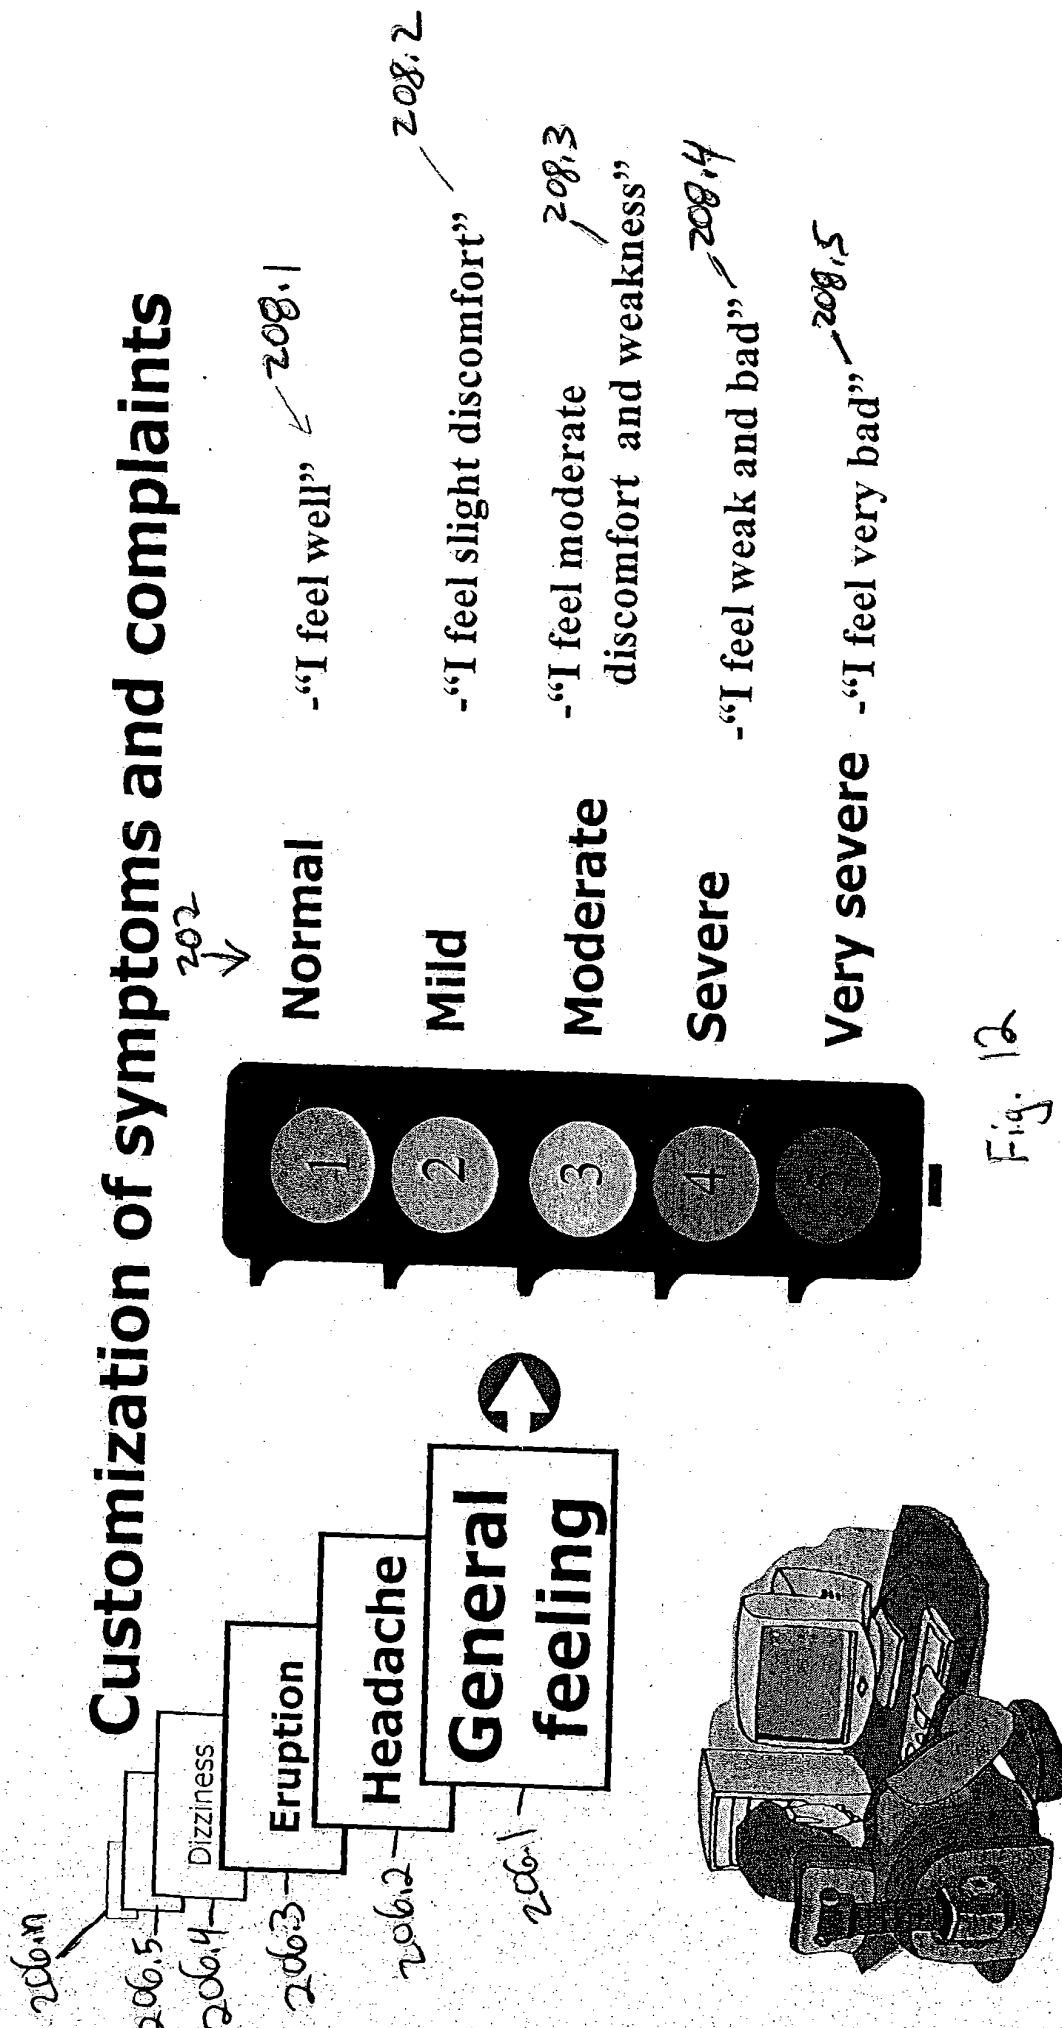 Customization of symptoms and complaints
202
206.n
206.5
206.4
Dizziness
206.3
Eruption
206.2
Headache
206.1
General
feeling
1
Normal
-“I feel well”
208.1
2
Mild
-“I feel slight discomfort”
208.2
3
Moderate
-“I feel moderate
discomfort and weakness”
208.3
4
Severe
-“I feel weak and bad”
208.4
5
Very severe
-“I feel very bad”
208.5
Fig. 12